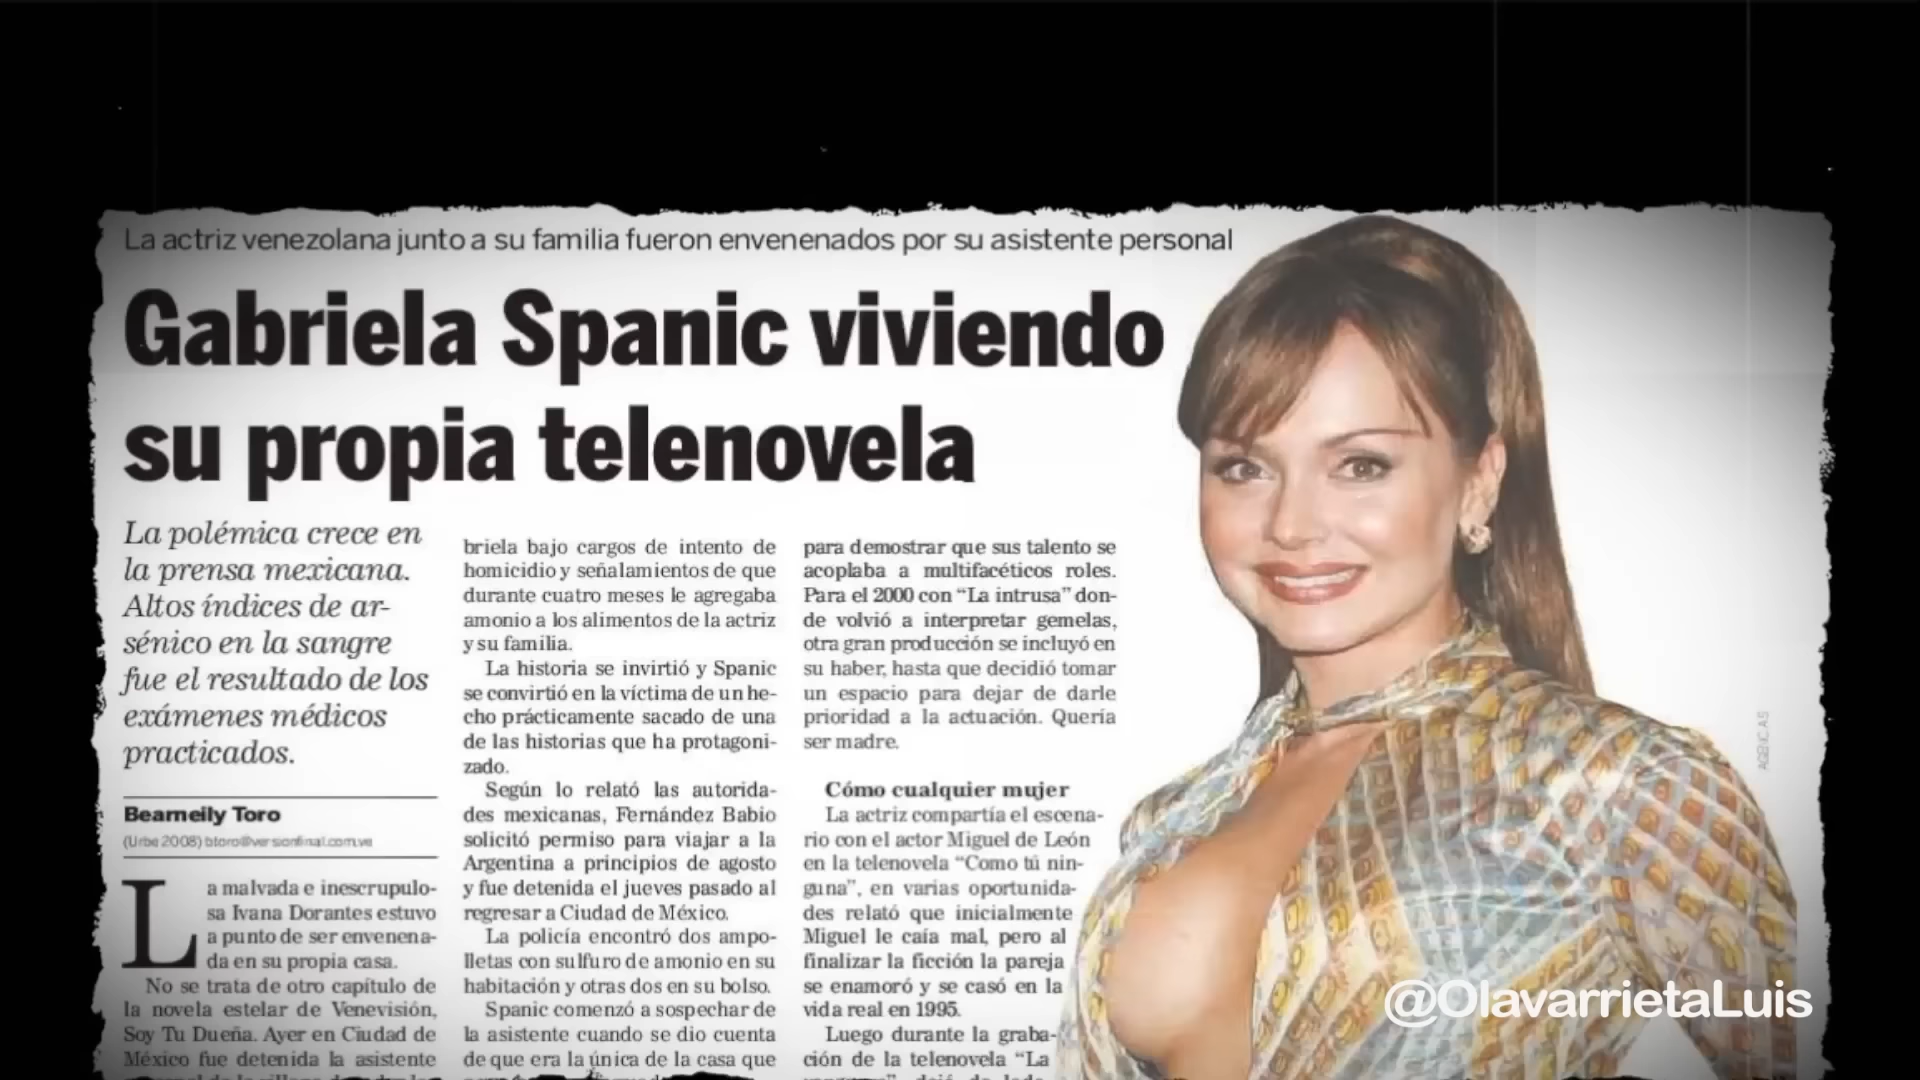 La actriz venezolana junto a su familia fueron envenenados por su asistente personal
Gabriela Spanic viviendo
su propia telenovela
La polémica crece en
la prensa mexicana.
Altos índices de ar-
sénico en la sangre
fue el resultado de los
exámenes médicos
practicados.
Bearneily Toro
(Urbe 2008) btoro@versionfinal.com.ve
La malvada e inescrupulo-
sa Ivana Dorantes estuvo
a punto de ser envenena-
da en su propia casa.
No se trata de otro capítulo de
la novela estelar de Venevisión,
Soy Tu Dueña. Ayer en Ciudad de
México fue detenida la asistente
briela bajo cargos de intento de
homicidio y señalamientos de que
durante cuatro meses le agregaba
amonio a los alimentos de la actriz
y su familia.
La historia se invirtió y Spanic
se convirtió en la víctima de un he-
cho prácticamente sacado de una
de las historias que ha protagoni-
zado.
Según lo relató las autorida-
des mexicanas, Fernández Babio
solicitó permiso para viajar a la
Argentina a principios de agosto
y fue detenida el jueves pasado al
regresar a Ciudad de México.
La policía encontró dos ampo-
lletas con sulfuro de amonio en su
habitación y otras dos en su bolso.
Spanic comenzó a sospechar de
la asistente cuando se dio cuenta
de que era la única de la casa que
para demostrar que sus talento se
acoplaba a multifacéticos roles.
Para el 2000 con “La intrusa” don-
de volvió a interpretar gemelas,
otra gran producción se incluyó en
su haber, hasta que decidió tomar
un espacio para dejar de darle
prioridad a la actuación. Quería
ser madre.
Cómo cualquier mujer
La actriz compartía el escena-
rio con el actor Miguel de León
en la telenovela “Como tú nin-
guna”, en varias oportunida-
des relató que inicialmente
Miguel le caía mal, pero al
finalizar la ficción la pareja
se enamoró y se casó en la
vida real en 1995.
Luego durante la graba-
ción de la telenovela “La
AGENCIAS
@OlavarrietaLuis